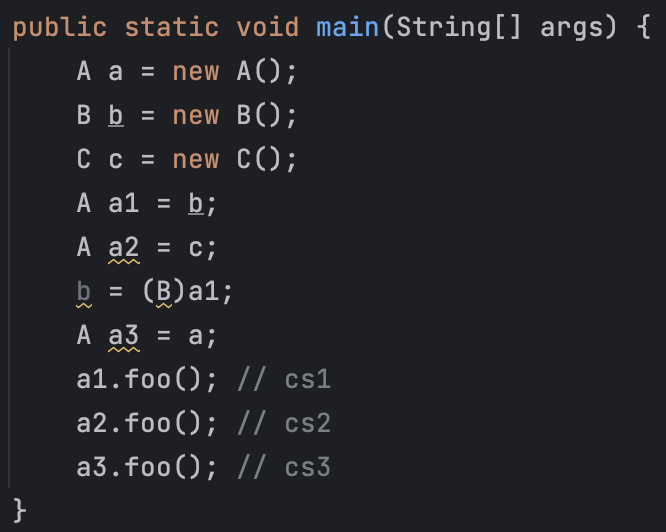 public static void main(String[] args) {
    A a = new A();
    B b = new B();
    C c = new C();
    A a1 = b;
    A a2 = c;
    b = (B)a1;
    A a3 = a;
    a1.foo(); // cs1
    a2.foo(); // cs2
    a3.foo(); // cs3
}